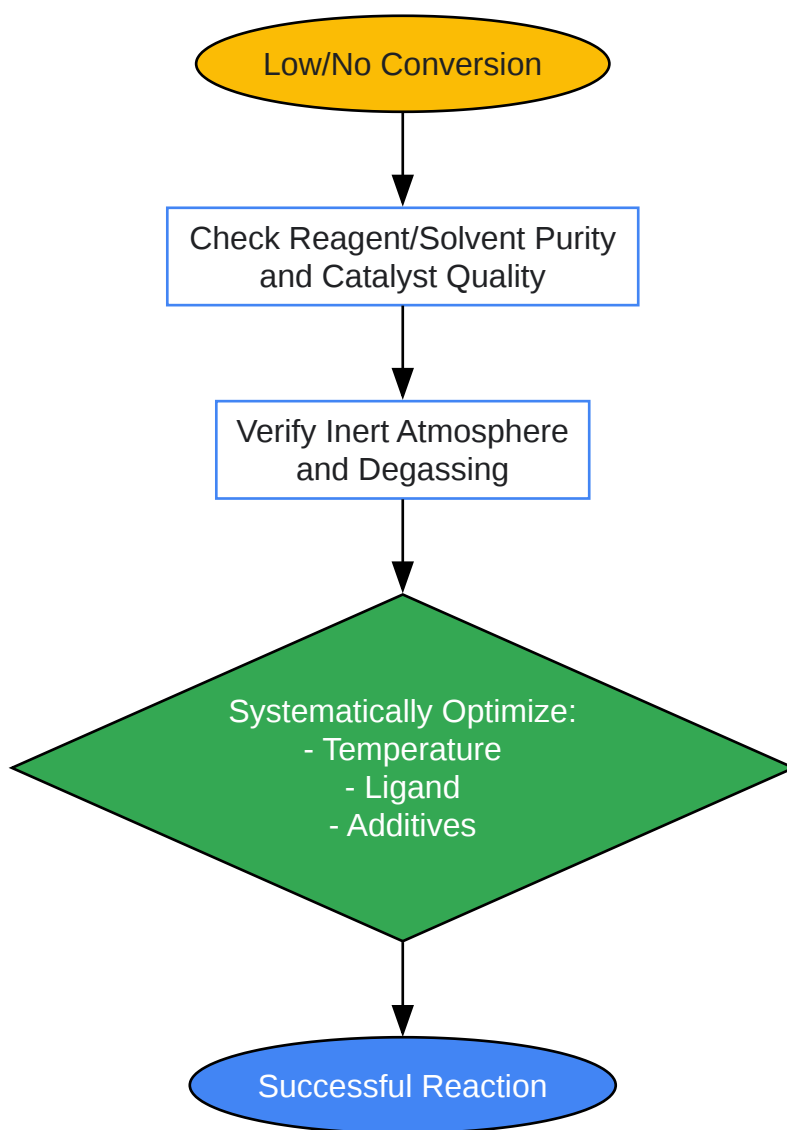 Low/No Conversion
Check Reagent/Solvent Purity
and Catalyst Quality
Verify Inert Atmosphere
and Degassing
Systematically Optimize:
- Temperature
- Ligand
- Additives
Successful Reaction